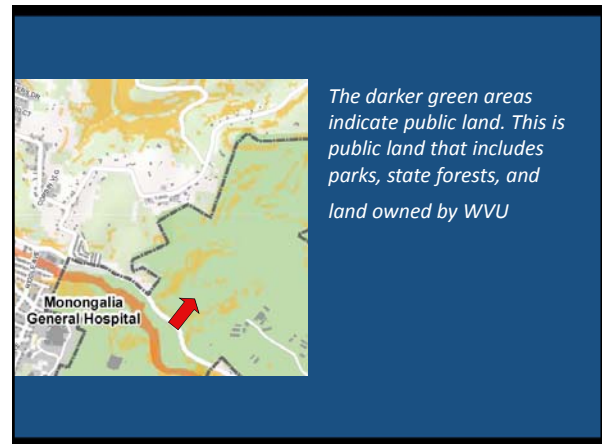 The darker green areas
indicate public land. This is
public land that includes
parks, state forests, and
land owned by WVU
Monongalia
General Hospital